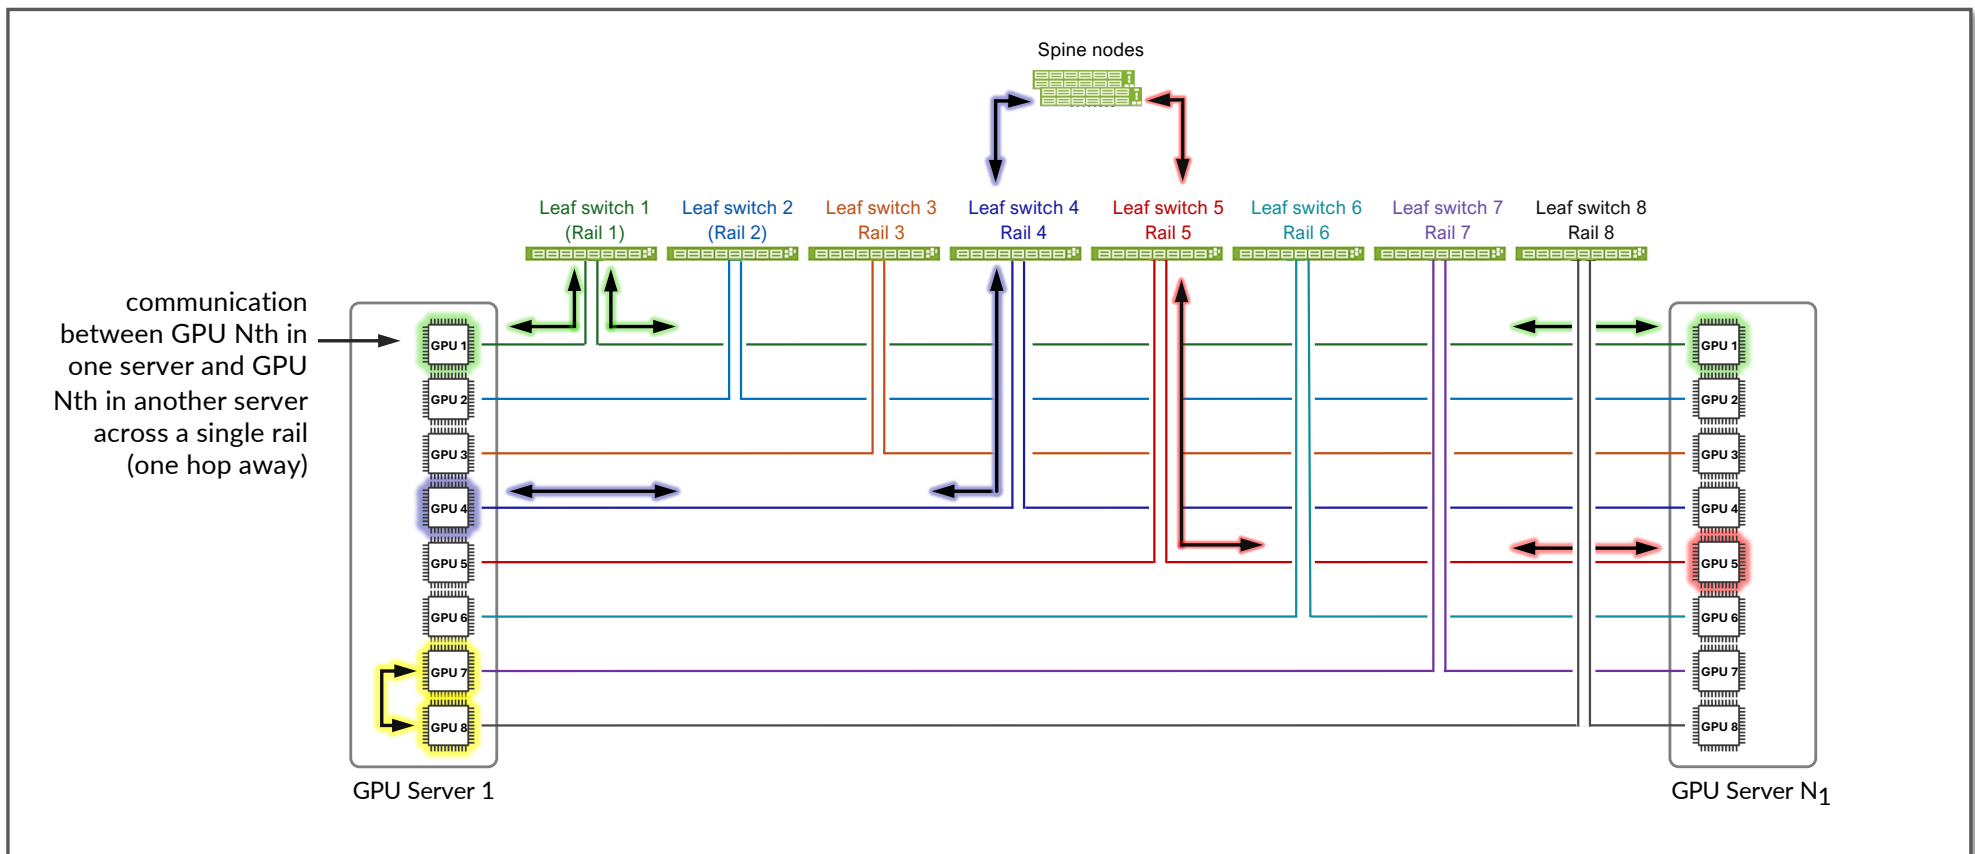 Spine nodes
Leaf switch 1
(Rail 1)
Leaf switch 2
(Rail 2)
Leaf switch 3
Rail 3
Leaf switch 4
Rail 4
Leaf switch 5
Rail 5
Leaf switch 6
Rail 6
Leaf switch 7
Rail 7
Leaf switch 8
Rail 8
communication
between GPU Nth in
one server and GPU
Nth in another server
across a single rail
(one hop away)
GPU 1
GPU 2
GPU 3
GPU 4
GPU 5
GPU 6
GPU 7
GPU 8
GPU Server 1
GPU 1
GPU 2
GPU 3
GPU 4
GPU 5
GPU 6
GPU 7
GPU 8
GPU Server N1